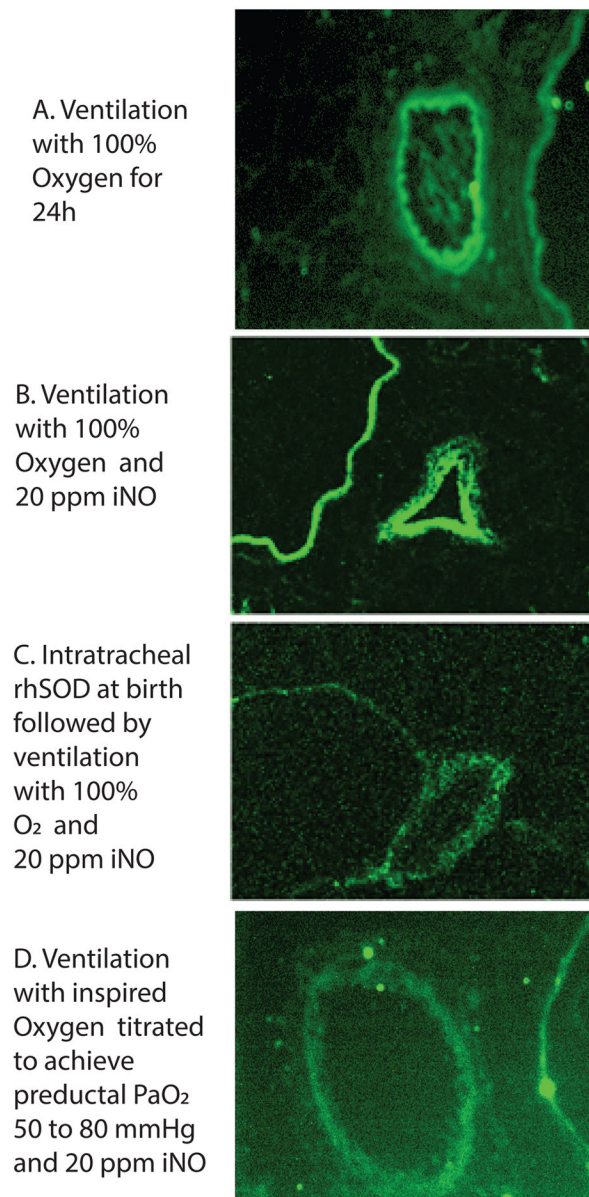 A. Ventilation
with 100%
Oxygen for
24h
B. Ventilation
with 100%
Oxygen and
20 ppm iNO
C. Intratracheal
rhSOD at birth
followed by
ventilation
with 100%
O₂ and
20 ppm iNO
D. Ventilation
with inspired
Oxygen titrated
to achieve
preductal PaO₂
50 to 80 mmHg
and 20 ppm iNO